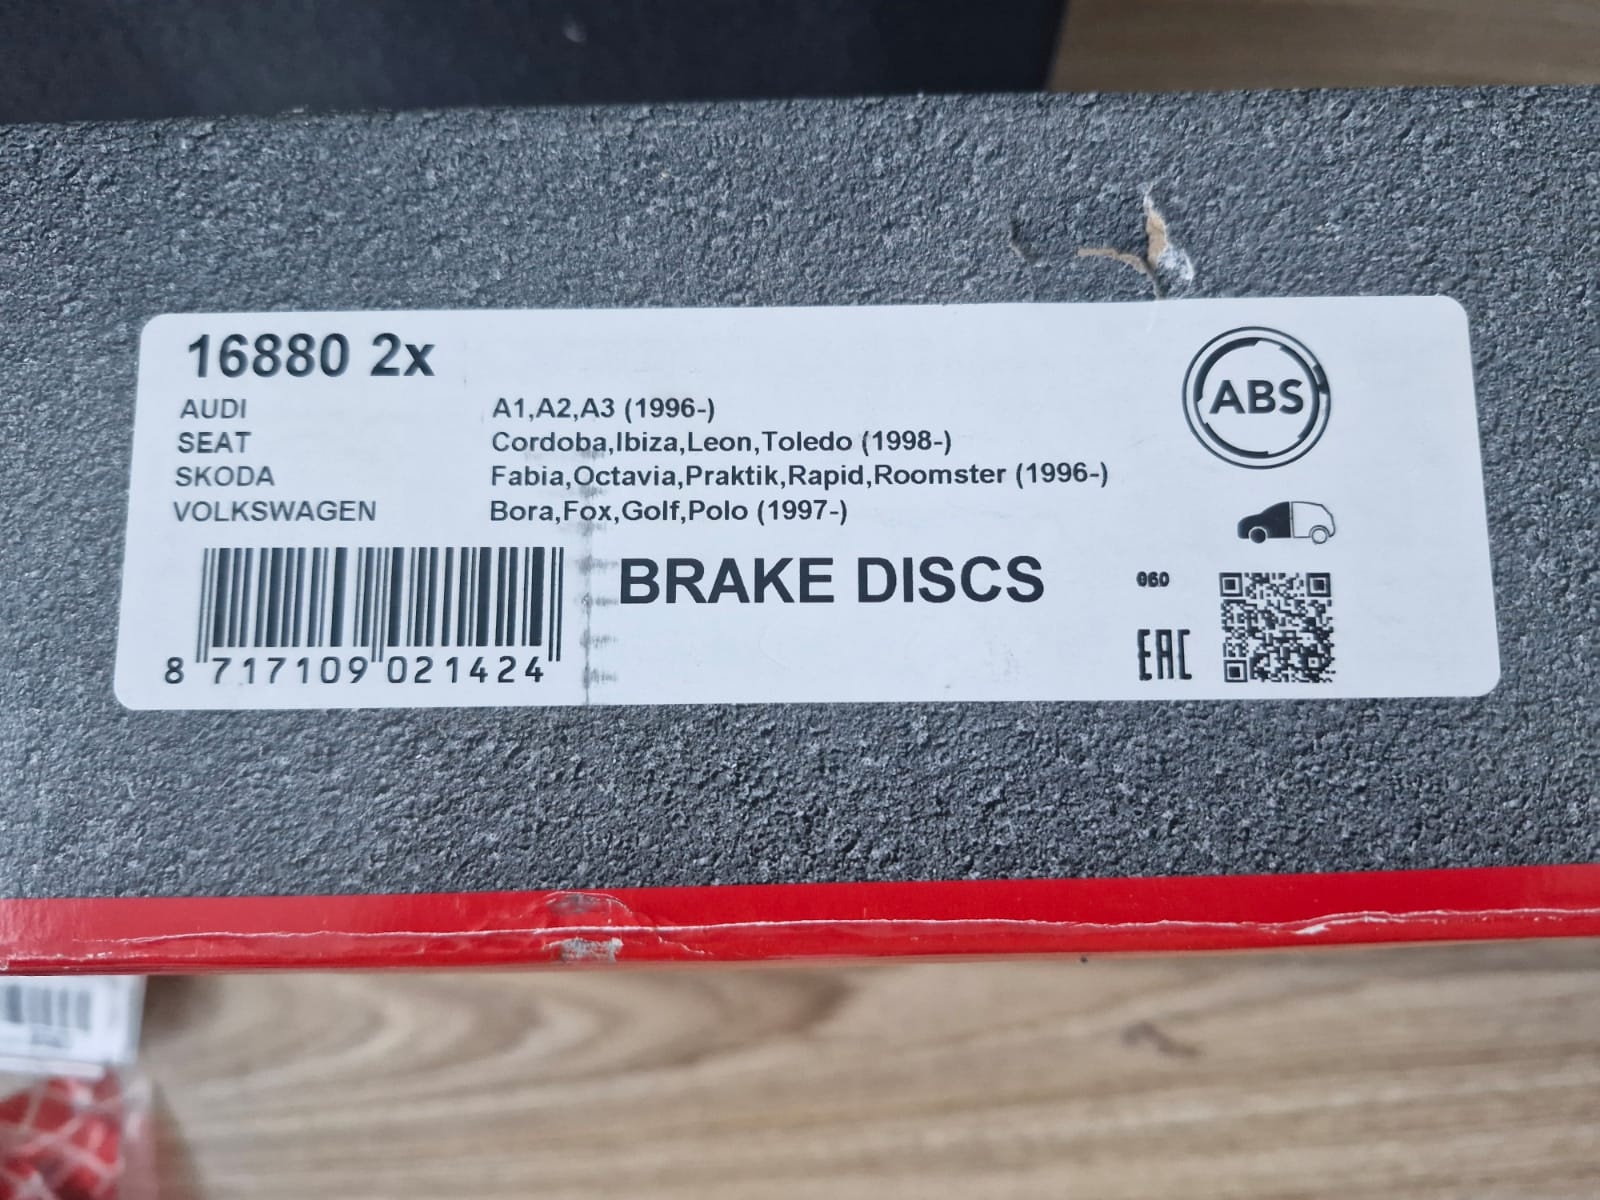 16880 2x
AUDI A1,A2,A3 (1996-)
SEAT Cordoba,Ibiza,Leon,Toledo (1998-)
SKODA Fabia,Octavia,Praktik,Rapid,Roomster (1996-)
VOLKSWAGEN Bora,Fox,Golf,Polo (1997-)
ABS
BRAKE DISCS
060
EAC
8 717109 021424